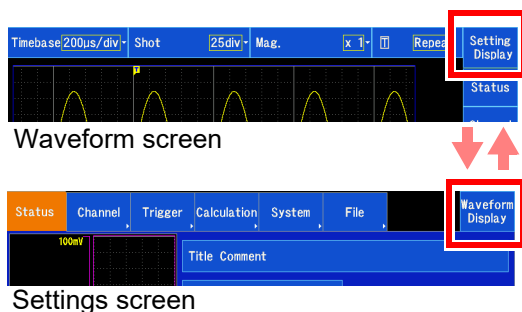 Timebase 200µs/div Shot 25div Mag. x 1 T Repea Setting Display
T
Status
Waveform screen
Status Channel Trigger Calculation System File Waveform Display
100mV
Title Comment
Settings screen